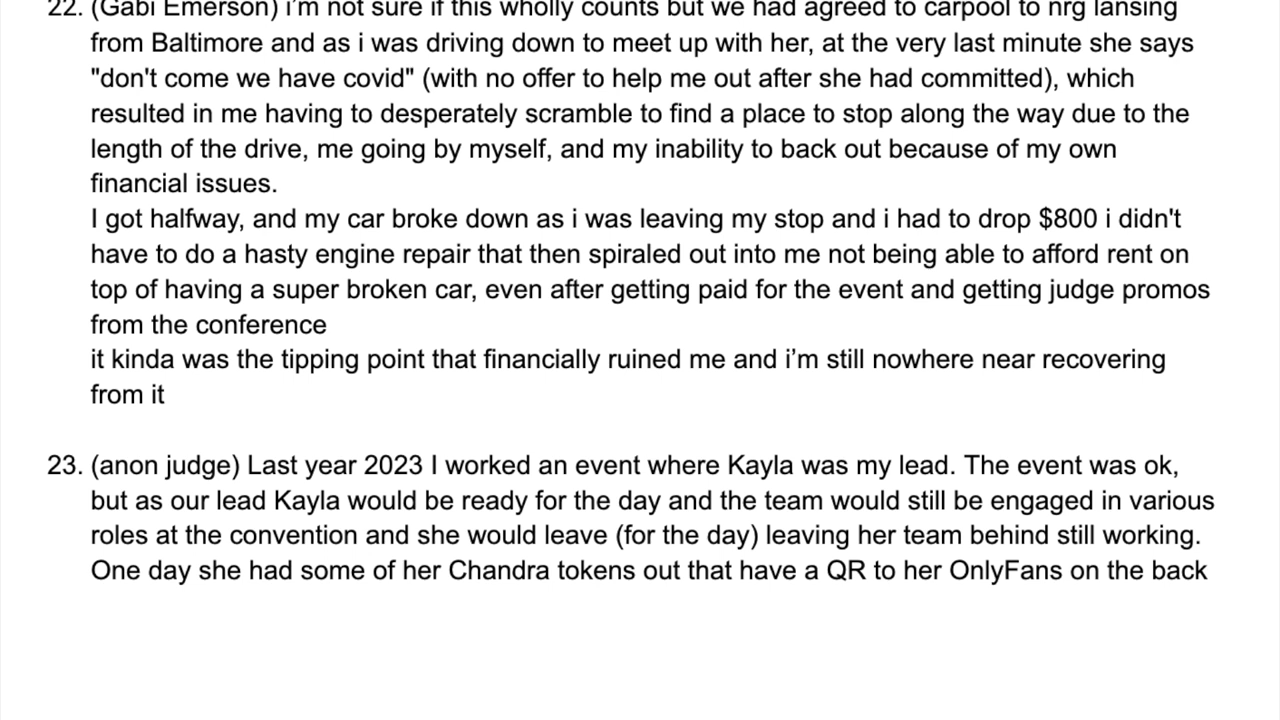 22. (Gabi Emerson) i'm not sure if this wholly counts but we had agreed to carpool to nrg lansing
from Baltimore and as i was driving down to meet up with her, at the very last minute she says
"don't come we have covid" (with no offer to help me out after she had committed), which
resulted in me having to desperately scramble to find a place to stop along the way due to the
length of the drive, me going by myself, and my inability to back out because of my own
financial issues.
I got halfway, and my car broke down as i was leaving my stop and i had to drop $800 i didn't
have to do a hasty engine repair that then spiraled out into me not being able to afford rent on
top of having a super broken car, even after getting paid for the event and getting judge promos
from the conference
it kinda was the tipping point that financially ruined me and i’m still nowhere near recovering
from it
23. (anon judge) Last year 2023 I worked an event where Kayla was my lead. The event was ok,
but as our lead Kayla would be ready for the day and the team would still be engaged in various
roles at the convention and she would leave (for the day) leaving her team behind still working.
One day she had some of her Chandra tokens out that have a QR to her OnlyFans on the back